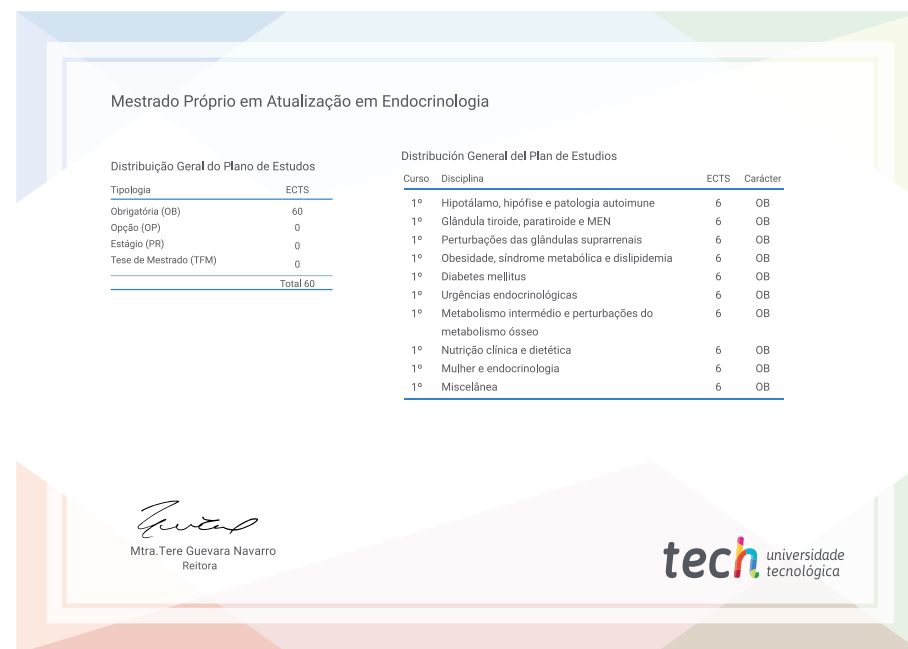 Mestrado Próprio em Atualização em Endocrinologia
Distribuição Geral do Plano de Estudos
Tipologia ECTS
Obrigatória (OB) 60
Opção (OP) 0
Estágio (PR) 0
Tese de Mestrado (TFM) 0
Total 60
Distribución General del Plan de Estudios
Curso Disciplina ECTS Carácter
1º Hipotálamo, hipófise e patologia autoimune 6 OB
1º Glândula tiroide, paratiroide e MEN 6 OB
1º Perturbações das glândulas suprarrenais 6 OB
1º Obesidade, síndrome metabólica e dislipidemia 6 OB
1º Diabetes mellitus 6 OB
1º Urgências endocrinológicas 6 OB
1º Metabolismo intermédio e perturbações do 6 OB
metabolismo ósseo
1º Nutrição clínica e dietética 6 OB
1º Mulher e endocrinologia 6 OB
1º Miscelânea 6 OB
Mtra.Tere Guevara Navarro
Reitora
tech universidade
tecnológica